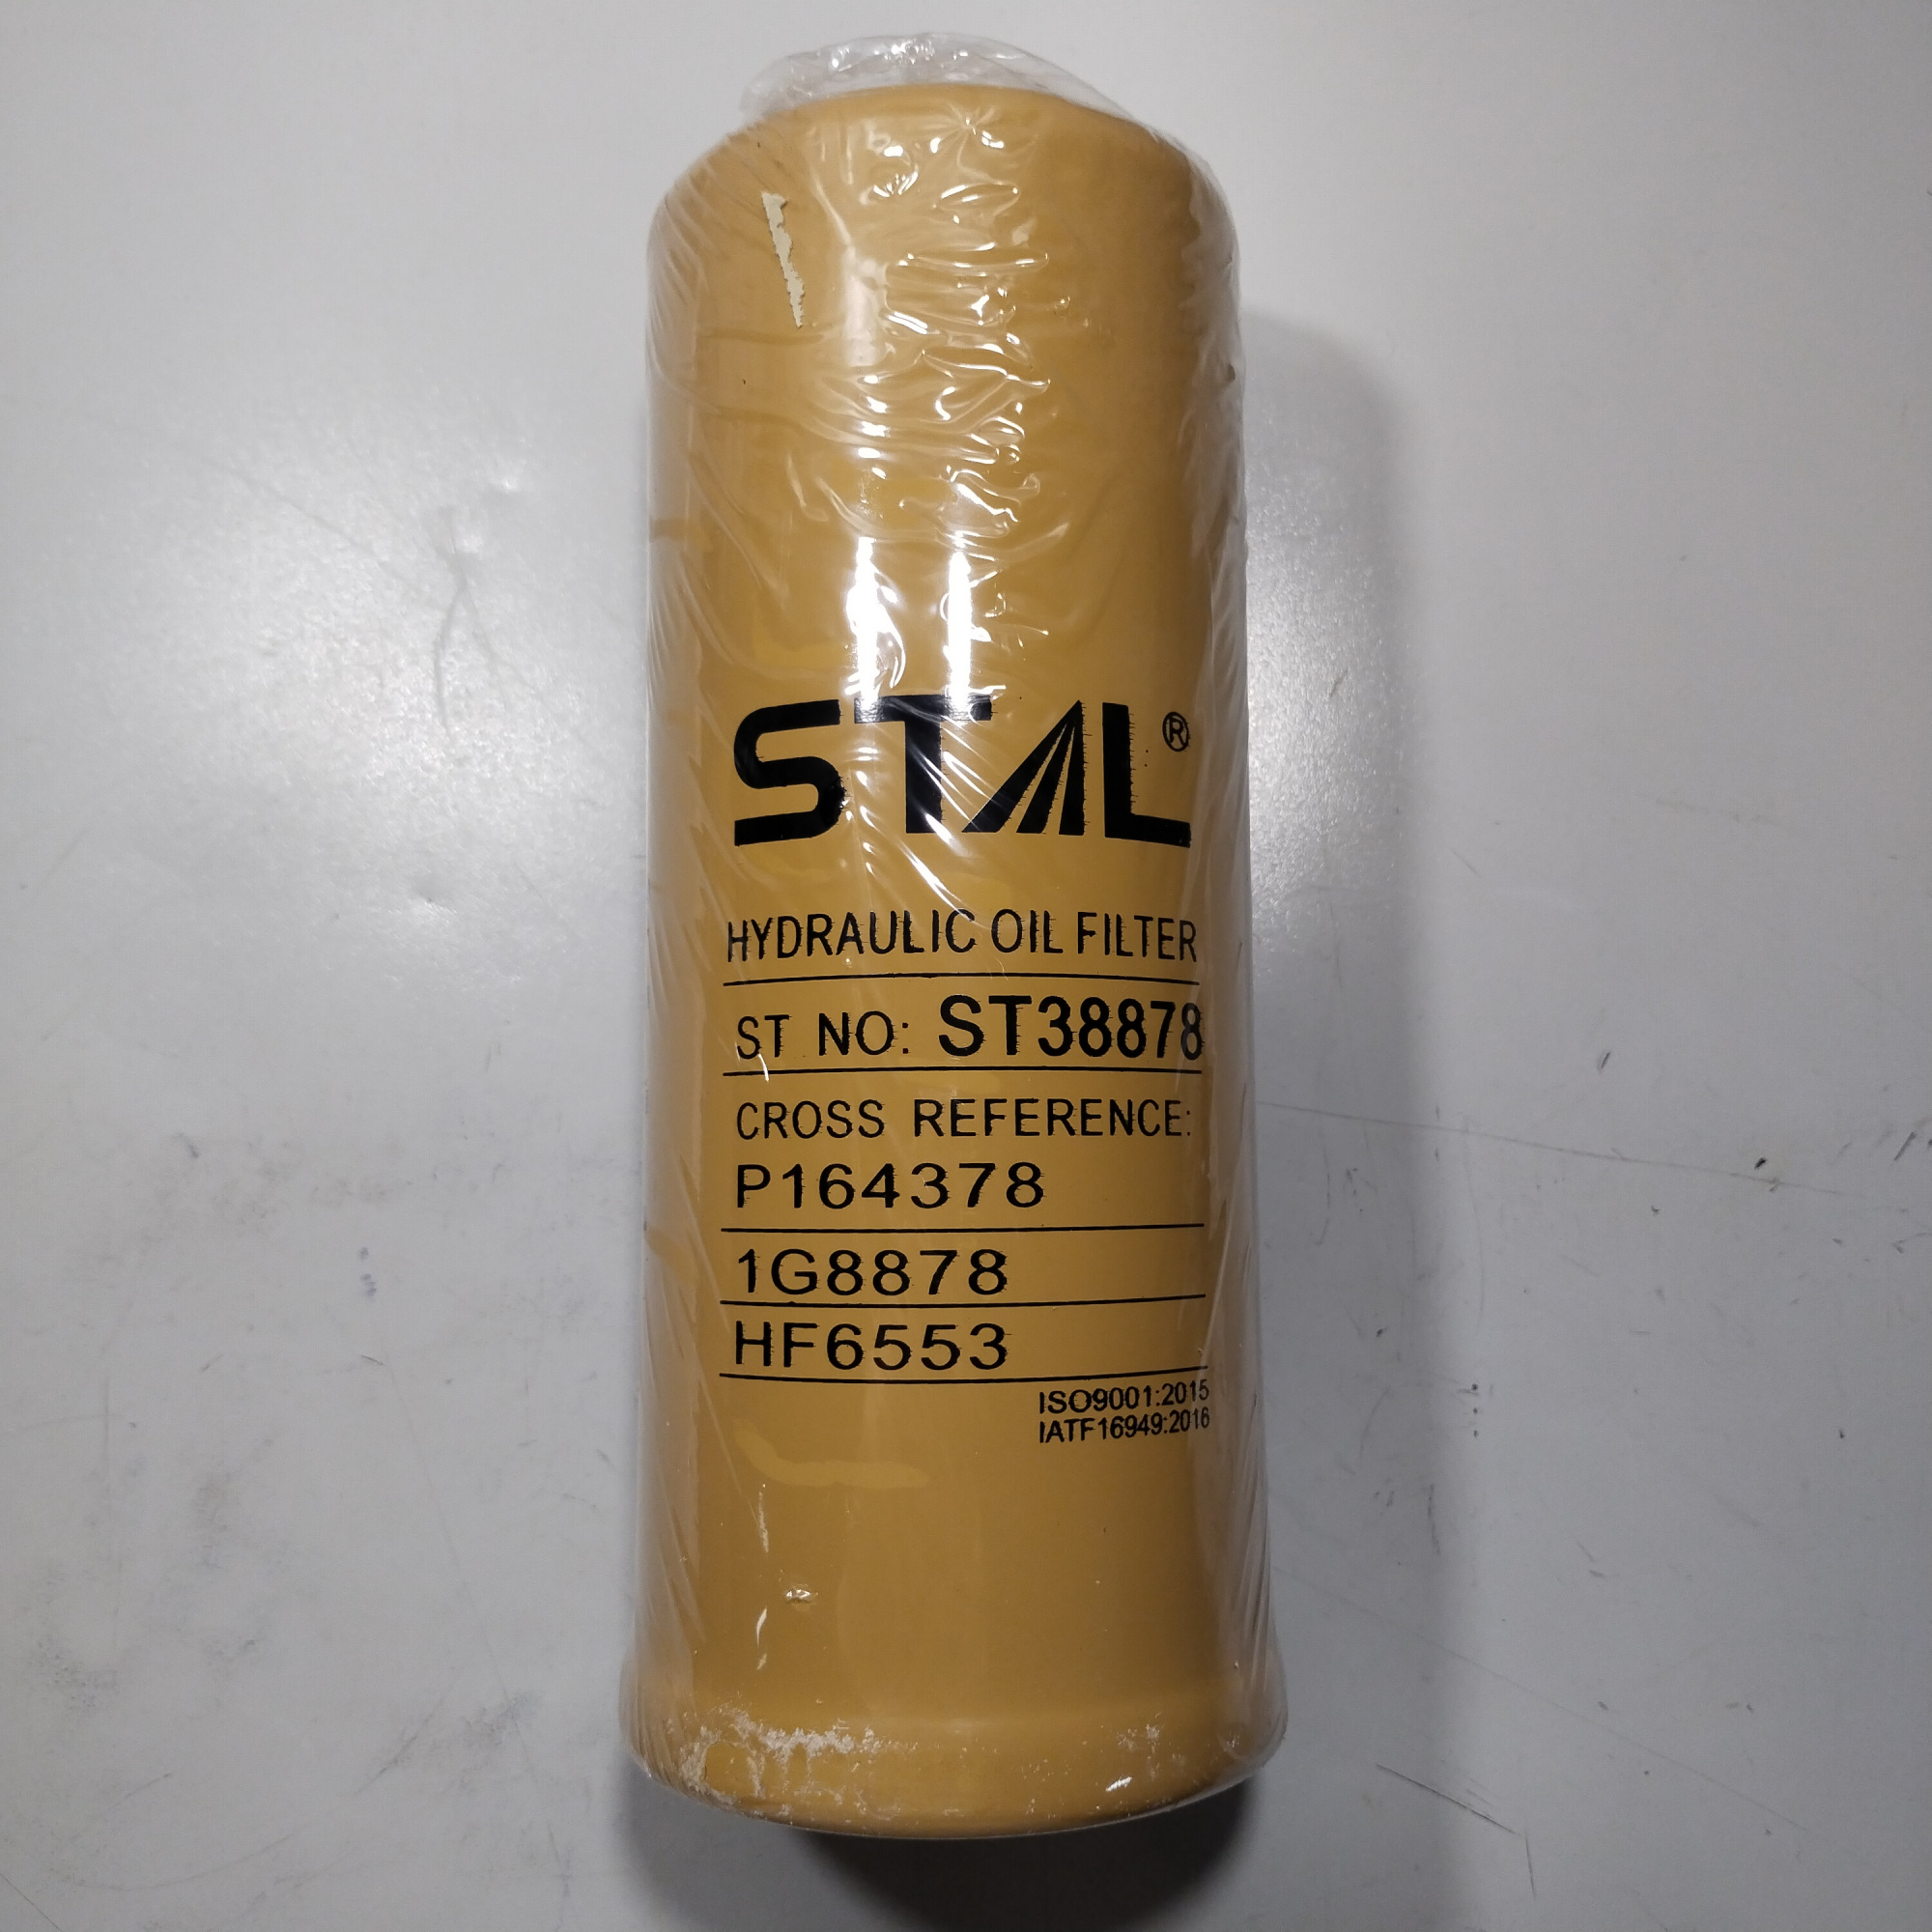 STAL®
HYDRAULIC OIL FILTER
ST NO: ST38878
CROSS REFERENCE:
P164378
1G8878
HF6553
ISO9001:2015
IATF16949:2016